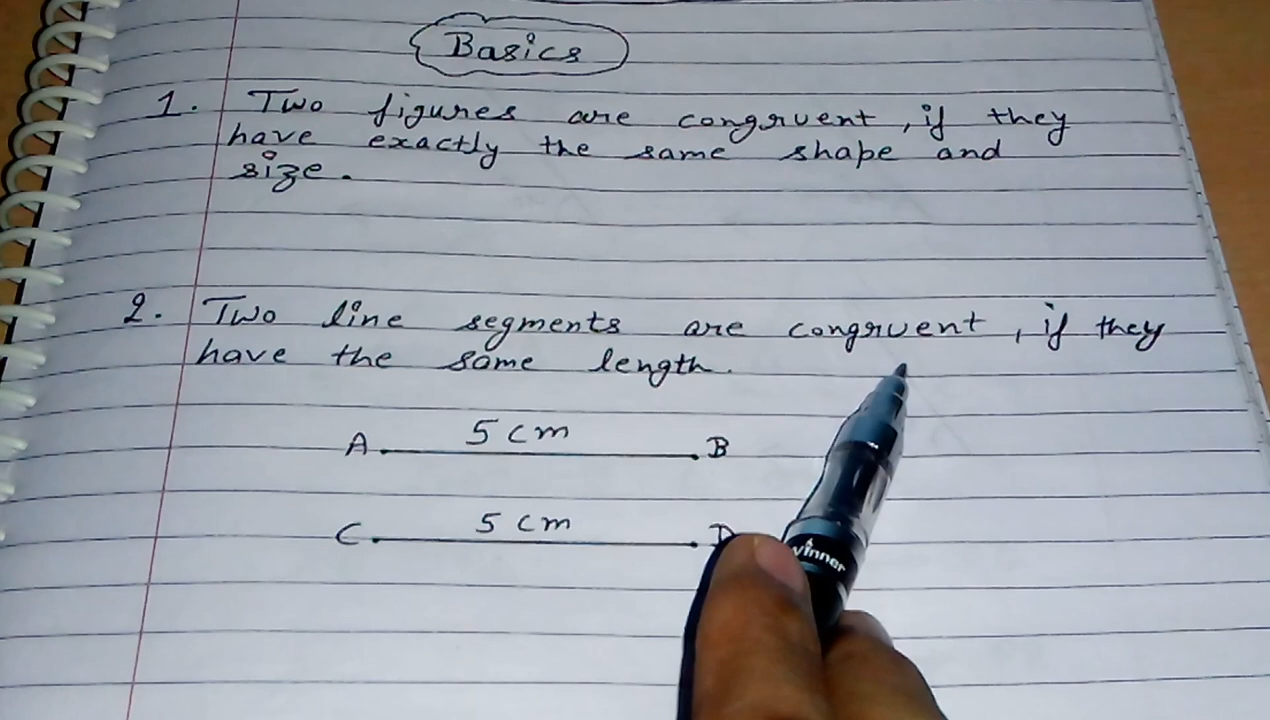 Basics
1. Two figures are congruent, if they
have exactly the same shape and
size.
2. Two line segments are congruent, if they
have the same length.
A 5 cm B
C 5 cm D
winner